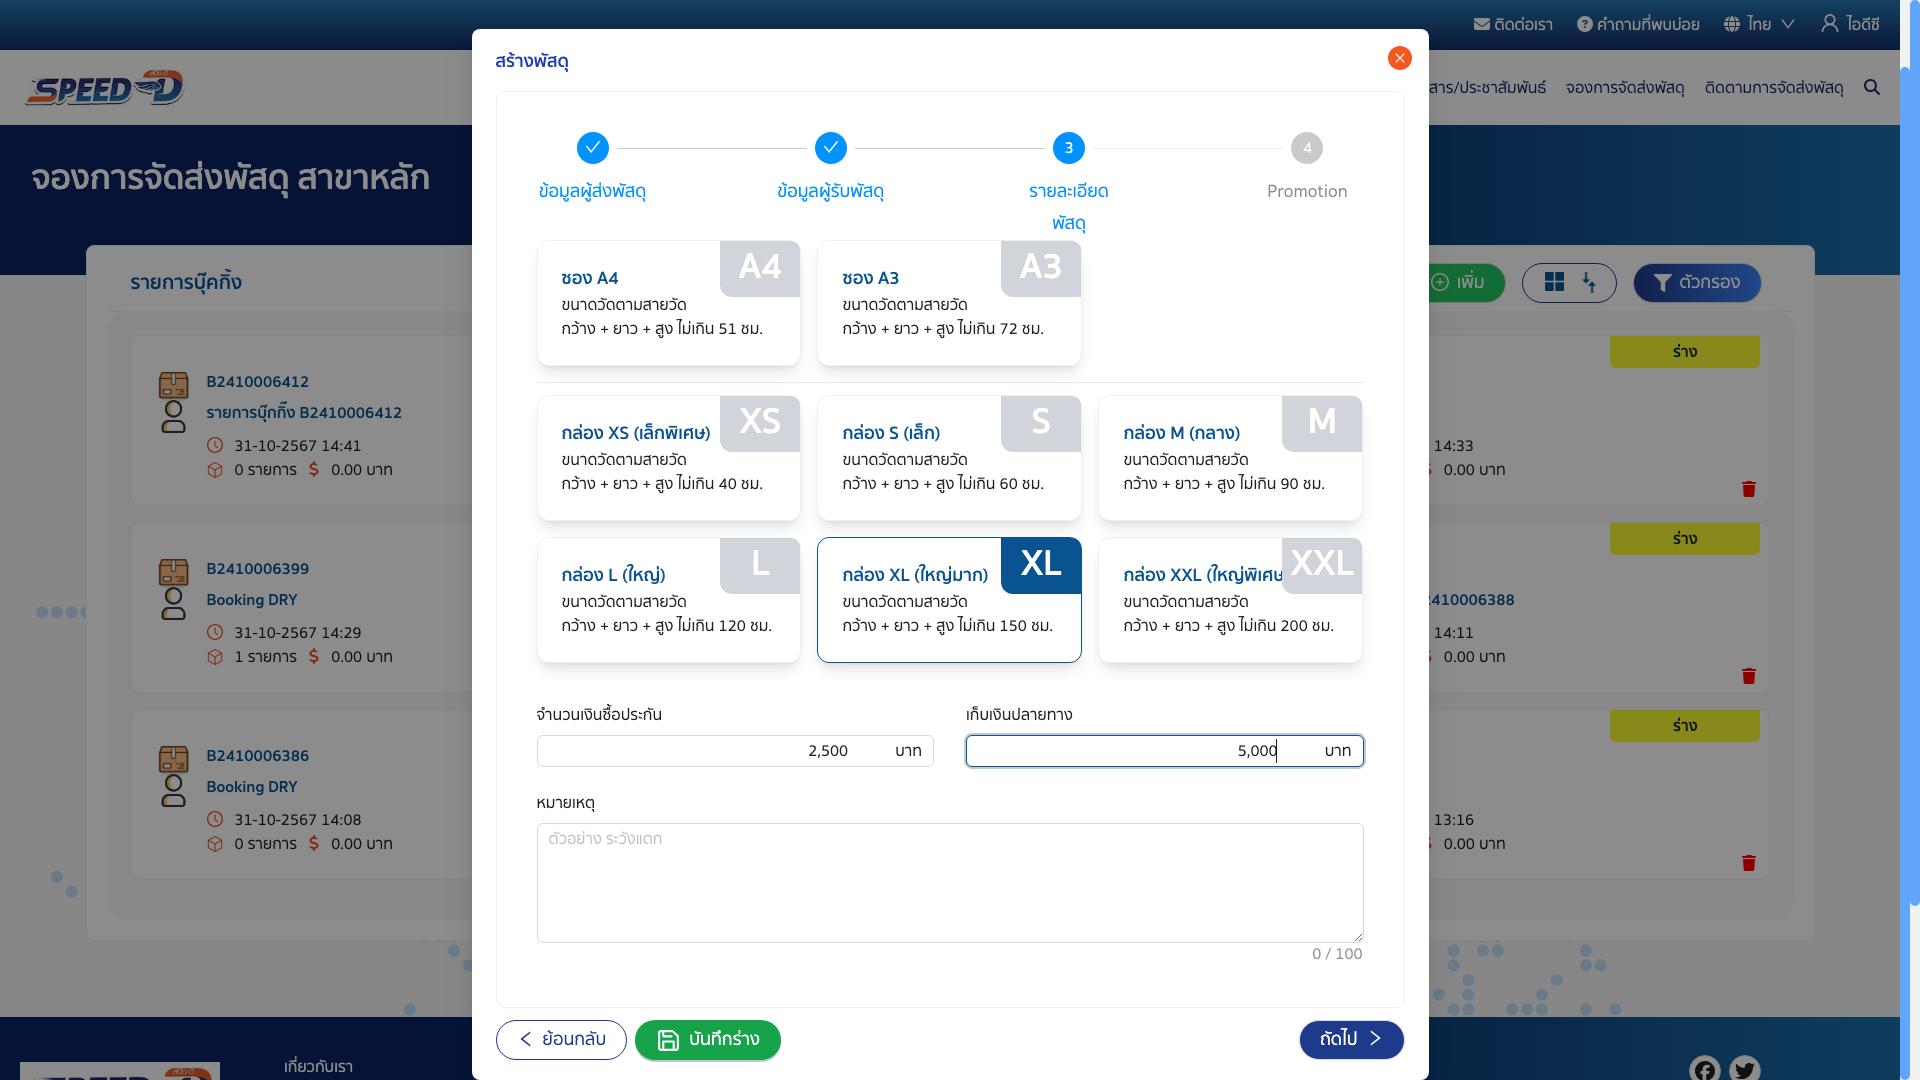 ติดต่อเรา
คำถามที่พบบ่อย
ไทย
ไอดีซี
สร้างพัสดุ
SPEED-D
สาร/ประชาสัมพันธ์
จองการจัดส่งพัสดุ
ติดตามการจัดส่งพัสดุ
จองการจัดส่งพัสดุ สาขาหลัก
3
4
ข้อมูลผู้ส่งพัสดุ
ข้อมูลผู้รับพัสดุ
รายละเอียด
พัสดุ
Promotion
รายการบุ๊คกิ้ง
เพิ่ม
ตัวกรอง
ซอง A4
A4
ขนาดวัดตามสายวัด
กว้าง + ยาว + สูง ไม่เกิน 51 ซม.
ซอง A3
A3
ขนาดวัดตามสายวัด
กว้าง + ยาว + สูง ไม่เกิน 72 ซม.
กล่อง XS (เล็กพิเศษ)
XS
ขนาดวัดตามสายวัด
กว้าง + ยาว + สูง ไม่เกิน 40 ซม.
กล่อง S (เล็ก)
S
ขนาดวัดตามสายวัด
กว้าง + ยาว + สูง ไม่เกิน 60 ซม.
กล่อง M (กลาง)
M
ขนาดวัดตามสายวัด
กว้าง + ยาว + สูง ไม่เกิน 90 ซม.
กล่อง L (ใหญ่)
L
ขนาดวัดตามสายวัด
กว้าง + ยาว + สูง ไม่เกิน 120 ซม.
กล่อง XL (ใหญ่มาก)
XL
ขนาดวัดตามสายวัด
กว้าง + ยาว + สูง ไม่เกิน 150 ซม.
กล่อง XXL (ใหญ่พิเศษ
XXL
ขนาดวัดตามสายวัด
กว้าง + ยาว + สูง ไม่เกิน 200 ซม.
จำนวนเงินซื้อประกัน
2,500 บาท
เก็บเงินปลายทาง
5,000 บาท
หมายเหตุ
ตัวอย่าง ระวังแตก
0 / 100
ย้อนกลับ
บันทึกร่าง
ถัดไป
B2410006412
รายการบุ๊กกิ้ง B2410006412
31-10-2567 14:41
0 รายการ $ 0.00 บาท
B2410006399
Booking DRY
31-10-2567 14:29
1 รายการ $ 0.00 บาท
B2410006386
Booking DRY
31-10-2567 14:08
0 รายการ $ 0.00 บาท
ร่าง
14:33
0.00 บาท
ร่าง
2410006388
14:11
0.00 บาท
ร่าง
13:16
0.00 บาท
เกี่ยวกับเรา